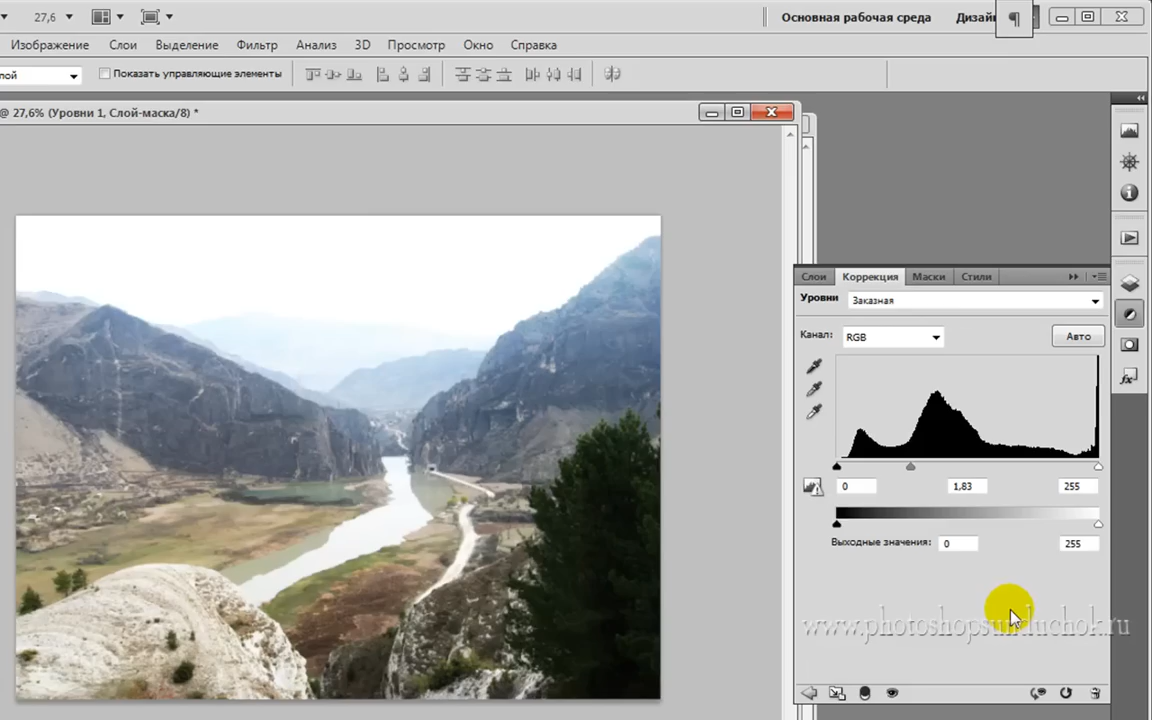 27,6
Основная рабочая среда
Изображение Слои Выделение Фильтр Анализ 3D Просмотр Окно Справка
Показать управляющие элементы
@ 27,6% (Уровни 1, Слой-маска/8) *
Слои Коррекция Маски Стили
Уровни Заказная
Канал: RGB Авто
0 1,83 255
Выходные значения: 0 255
www.photoshopsunduchok.ru
fx